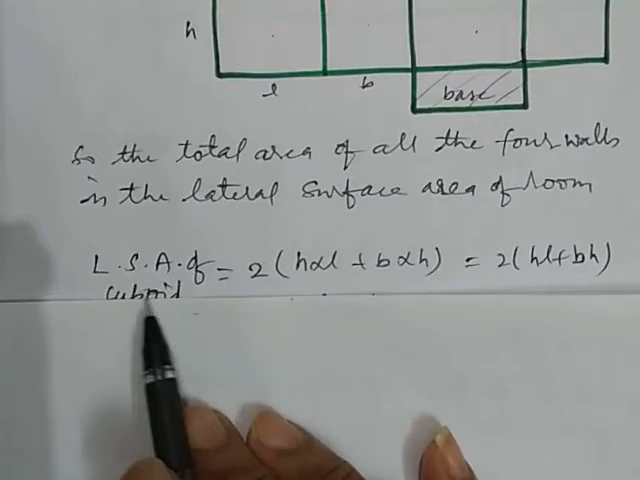 h
l b base
So the total area of all the four walls
is the lateral surface area of room
L.S.A. of = 2 (h×l + b×h) = 2(hl+bh)
cuboid